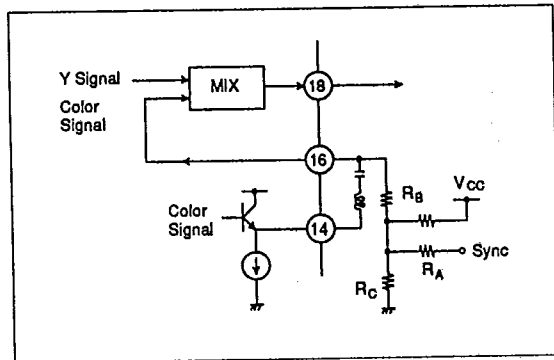 Y Signal
MIX
18
Color
Signal
16
R_B
V_CC
Color
Signal
14
Sync
R_A
R_C